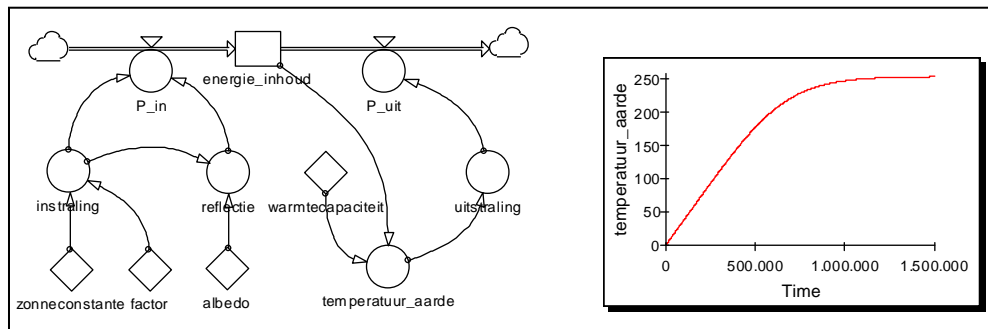 energie_inhoud
P_in
P_uit
instraling
reflectie
warmtecapaciteit
uitstraling
zonneconstante
factor
albedo
temperatuur_aarde
temperatuur_aarde
250
200
150
100
50
0
0
500.000
1.000.000
1.500.000
Time